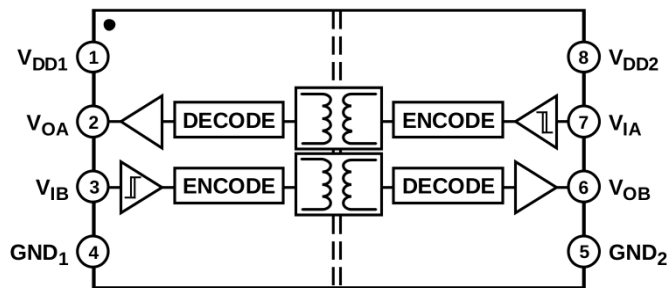 VDD1 1 8 VDD2
VOA 2 DECODE ENCODE 7 VIA
VIB 3 ENCODE DECODE 6 VOB
GND1 4 5 GND2